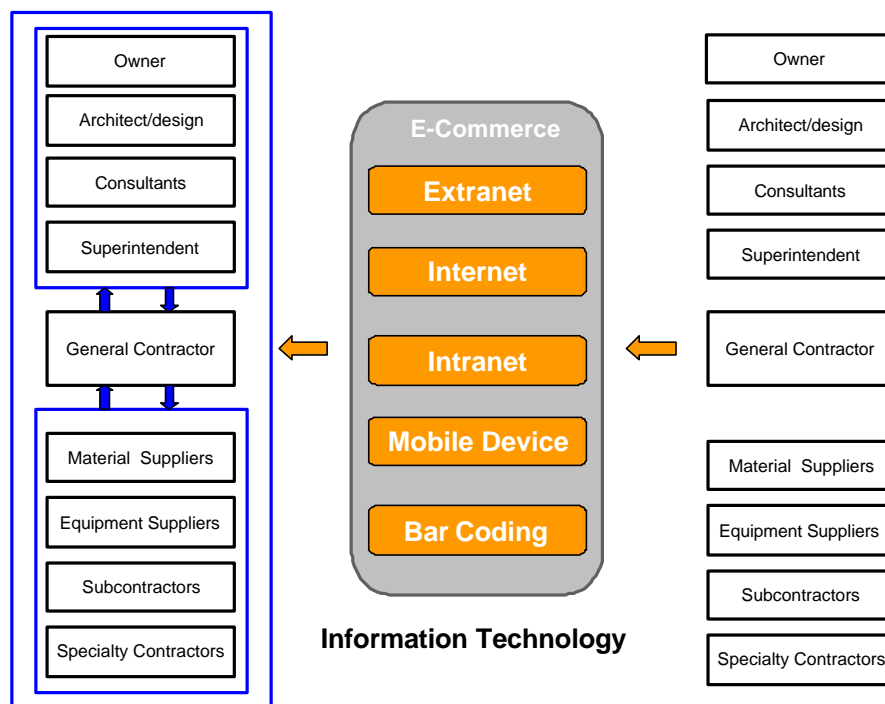 Owner
Architect/design
Consultants
Superintendent
General Contractor
Material Suppliers
Equipment Suppliers
Subcontractors
Specialty Contractors
E-Commerce
Extranet
Internet
Intranet
Mobile Device
Bar Coding
Information Technology
Owner
Architect/design
Consultants
Superintendent
General Contractor
Material Suppliers
Equipment Suppliers
Subcontractors
Specialty Contractors